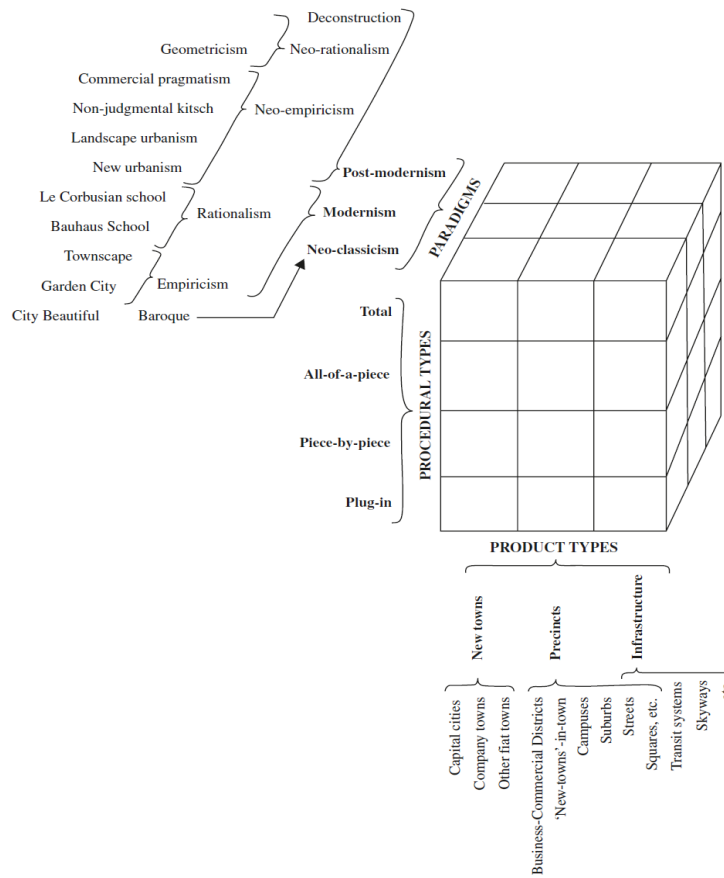 Deconstruction
Geometricism
Neo-rationalism
Commercial pragmatism
Non-judgmental kitsch
Neo-empiricism
Landscape urbanism
New urbanism
Post-modernism
Le Corbusian school
Rationalism
Modernism
Bauhaus School
Townscape
Neo-classicism
Garden City
Empiricism
City Beautiful
Baroque
PARADIGMS
Total
All-of-a-piece
Piece-by-piece
Plug-in
PROCEDURAL TYPES
PRODUCT TYPES
New towns
Precincts
Infrastructure
Capital cities
Company towns
Other fiat towns
Business-Commercial Districts
‘New-towns’-in-town
Campuses
Suburbs
Streets
Squares, etc.
Transit systems
Skyways